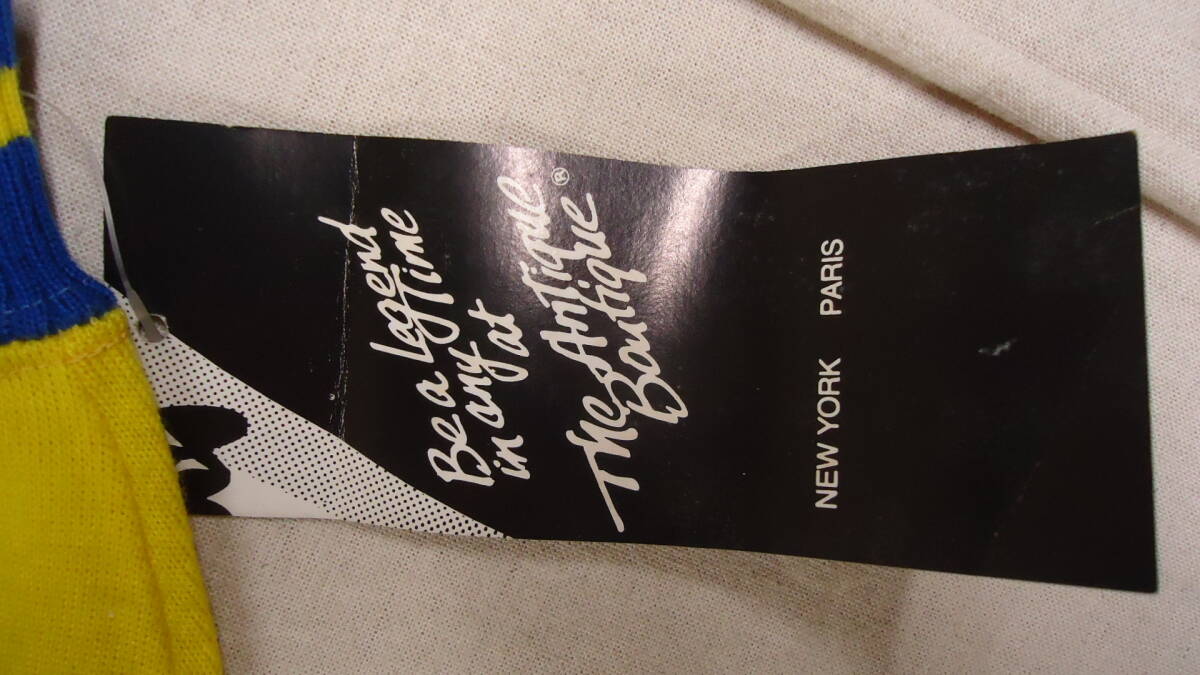 Be a Legend
in any Time
at
The Antique
Boutique®
NEW YORK PARIS